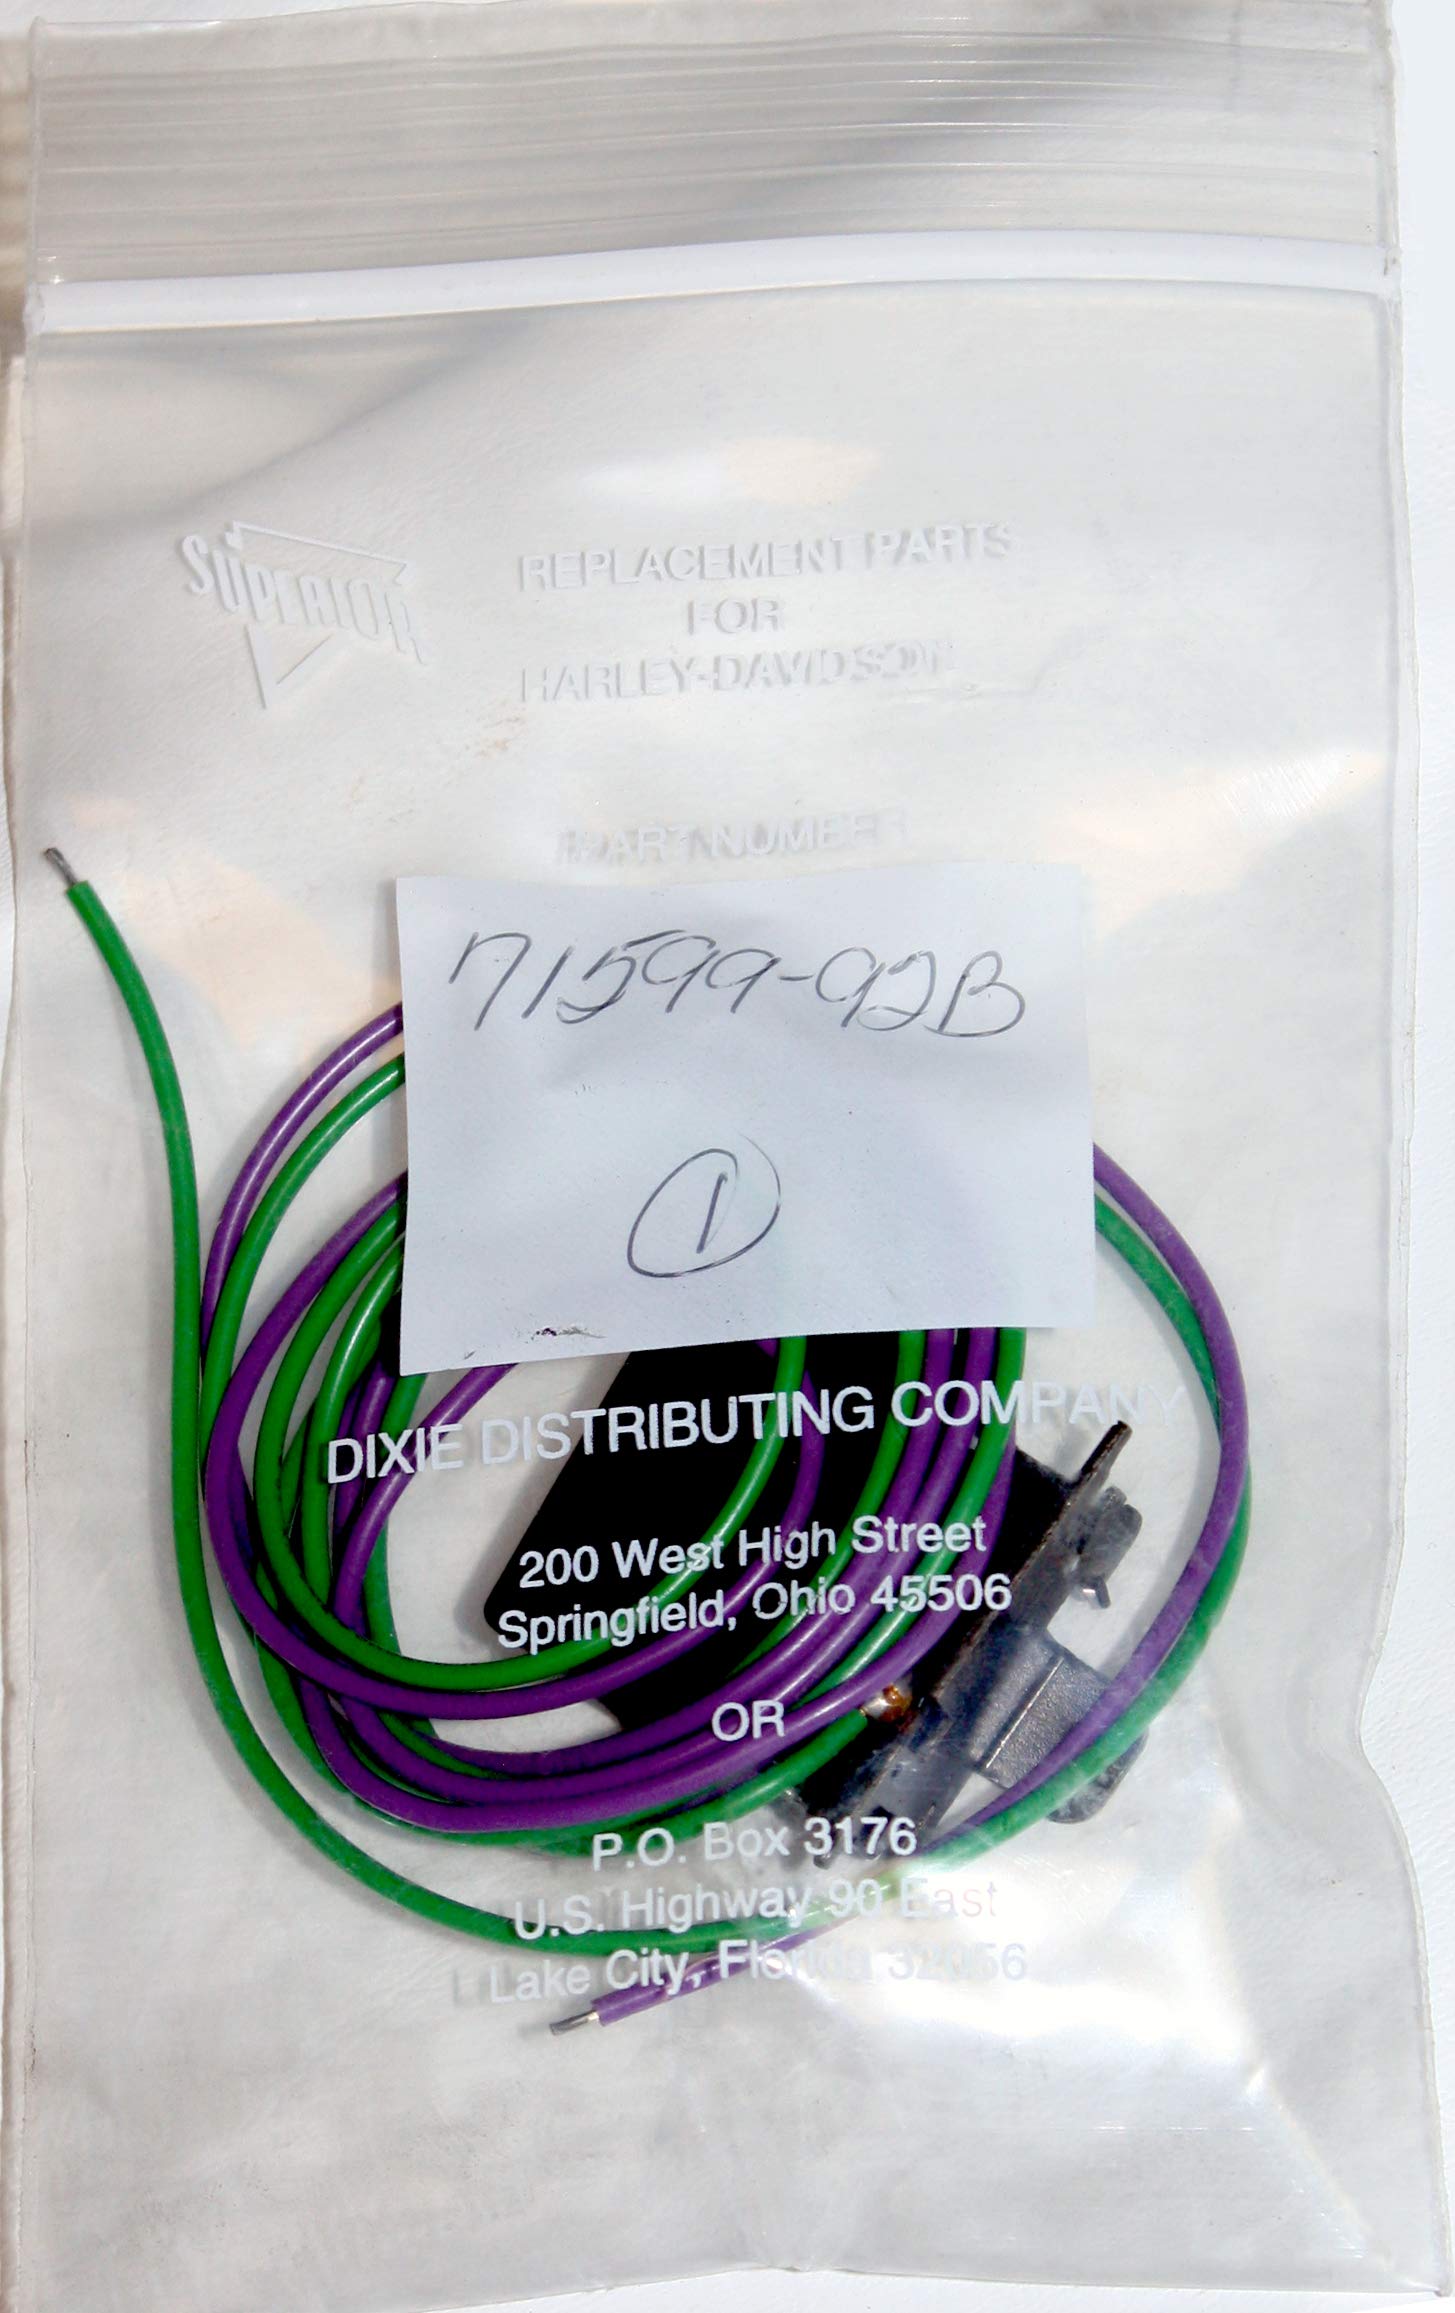 SUPERIOR
REPLACEMENT PARTS
FOR
HARLEY-DAVIDSON
PART NUMBER
71599-92B
1
DIXIE DISTRIBUTING COMPANY
200 West High Street
Springfield, Ohio 45506
OR
P.O. Box 3176
U.S. Highway 90 East
Lake City, Florida 32056